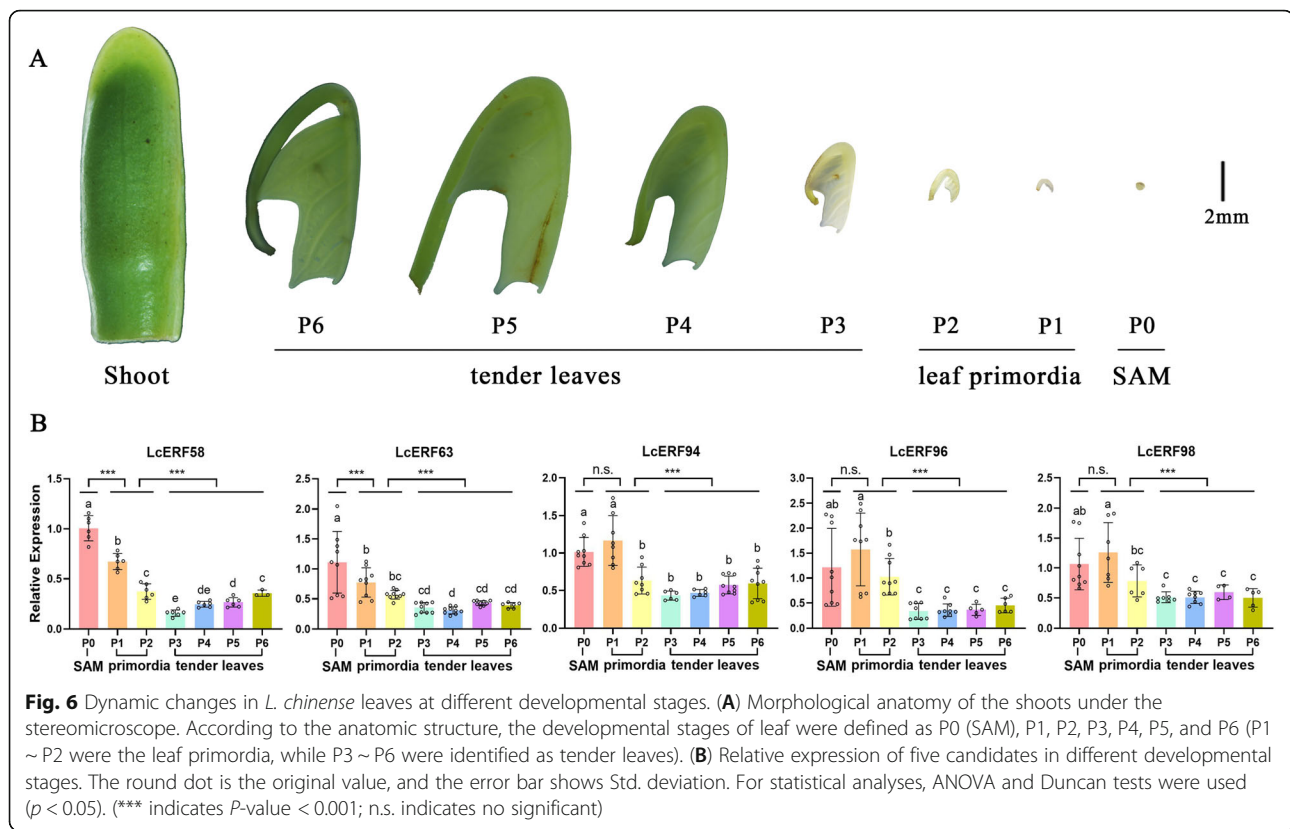 A
2mm
P6 P5 P4 P3 P2 P1 P0
Shoot tender leaves leaf primordia SAM
B
LcERF58 LcERF63 LcERF94 LcERF96 LcERF98
*** *** *** *** n.s. *** n.s. *** n.s. ***
Relative Expression
1.5 1.0 0.5 0.0
a b c e de d c
P0 P1 P2 P3 P4 P5 P6
SAM primordia tender leaves
2.5 2.0 1.5 1.0 0.5 0.0
a b bc cd d cd cd
P0 P1 P2 P3 P4 P5 P6
SAM primordia tender leaves
2.0 1.5 1.0 0.5 0.0
a a b b b b b
P0 P1 P2 P3 P4 P5 P6
SAM primordia tender leaves
3.0 2.5 2.0 1.5 1.0 0.5 0.0
ab a b c c c c
P0 P1 P2 P3 P4 P5 P6
SAM primordia tender leaves
2.5 2.0 1.5 1.0 0.5 0.0
ab a bc c c c c
P0 P1 P2 P3 P4 P5 P6
SAM primordia tender leaves
Fig. 6 Dynamic changes in L. chinense leaves at different developmental stages. (A) Morphological anatomy of the shoots under the
stereomicroscope. According to the anatomic structure, the developmental stages of leaf were defined as P0 (SAM), P1, P2, P3, P4, P5, and P6 (P1
~ P2 were the leaf primordia, while P3 ~ P6 were identified as tender leaves). (B) Relative expression of five candidates in different developmental
stages. The round dot is the original value, and the error bar shows Std. deviation. For statistical analyses, ANOVA and Duncan tests were used
(p < 0.05). (*** indicates P-value < 0.001; n.s. indicates no significant)